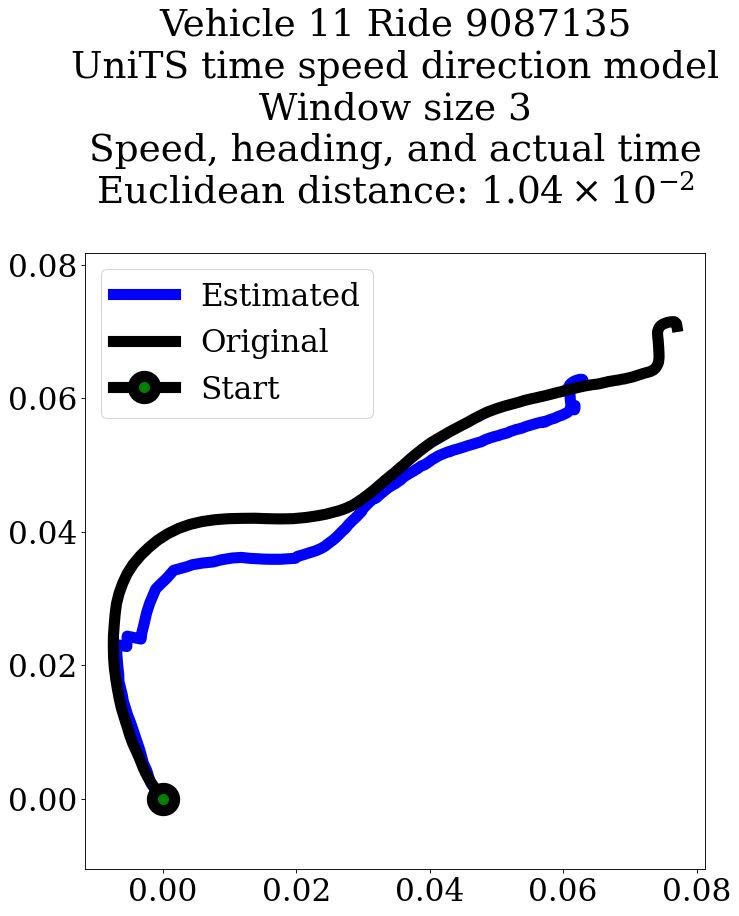 Vehicle 11 Ride 9087135
UniTS time speed direction model
Window size 3
Speed, heading, and actual time
Euclidean distance: 1.04 × 10⁻²
0.08
Estimated
Original
Start
0.06
0.04
0.02
0.00
0.00 0.02 0.04 0.06 0.08